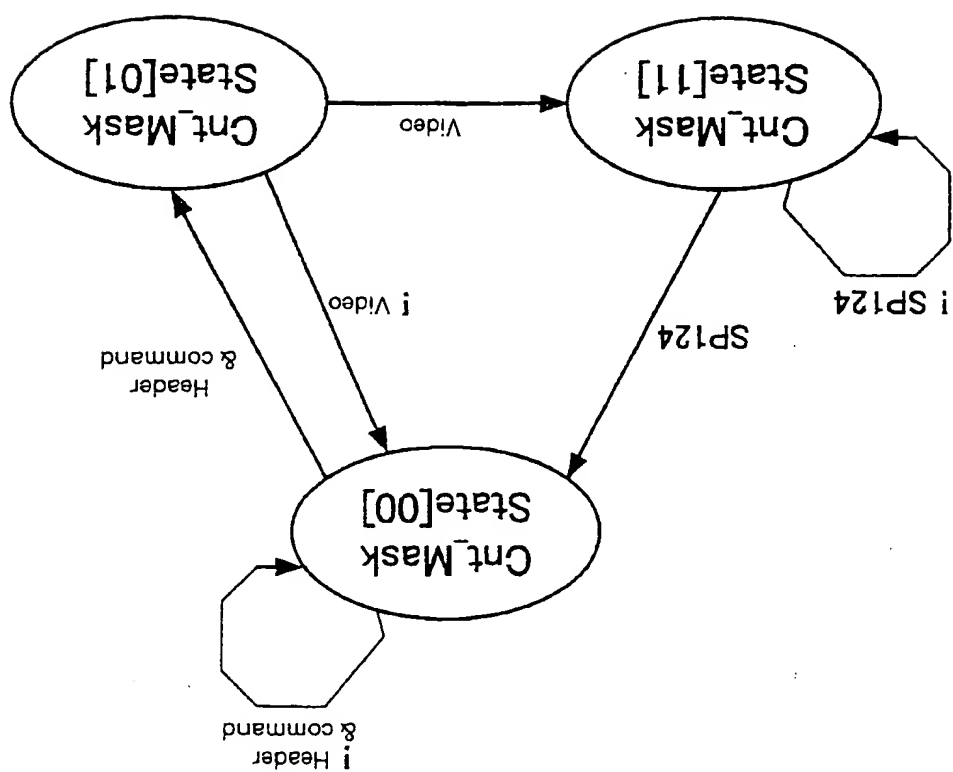 ! Header
& command
Cnt_Mask
State[00]
Header
& command
! Video
SP124
! SP124
Cnt_Mask
State[11]
Video
Cnt_Mask
State[01]